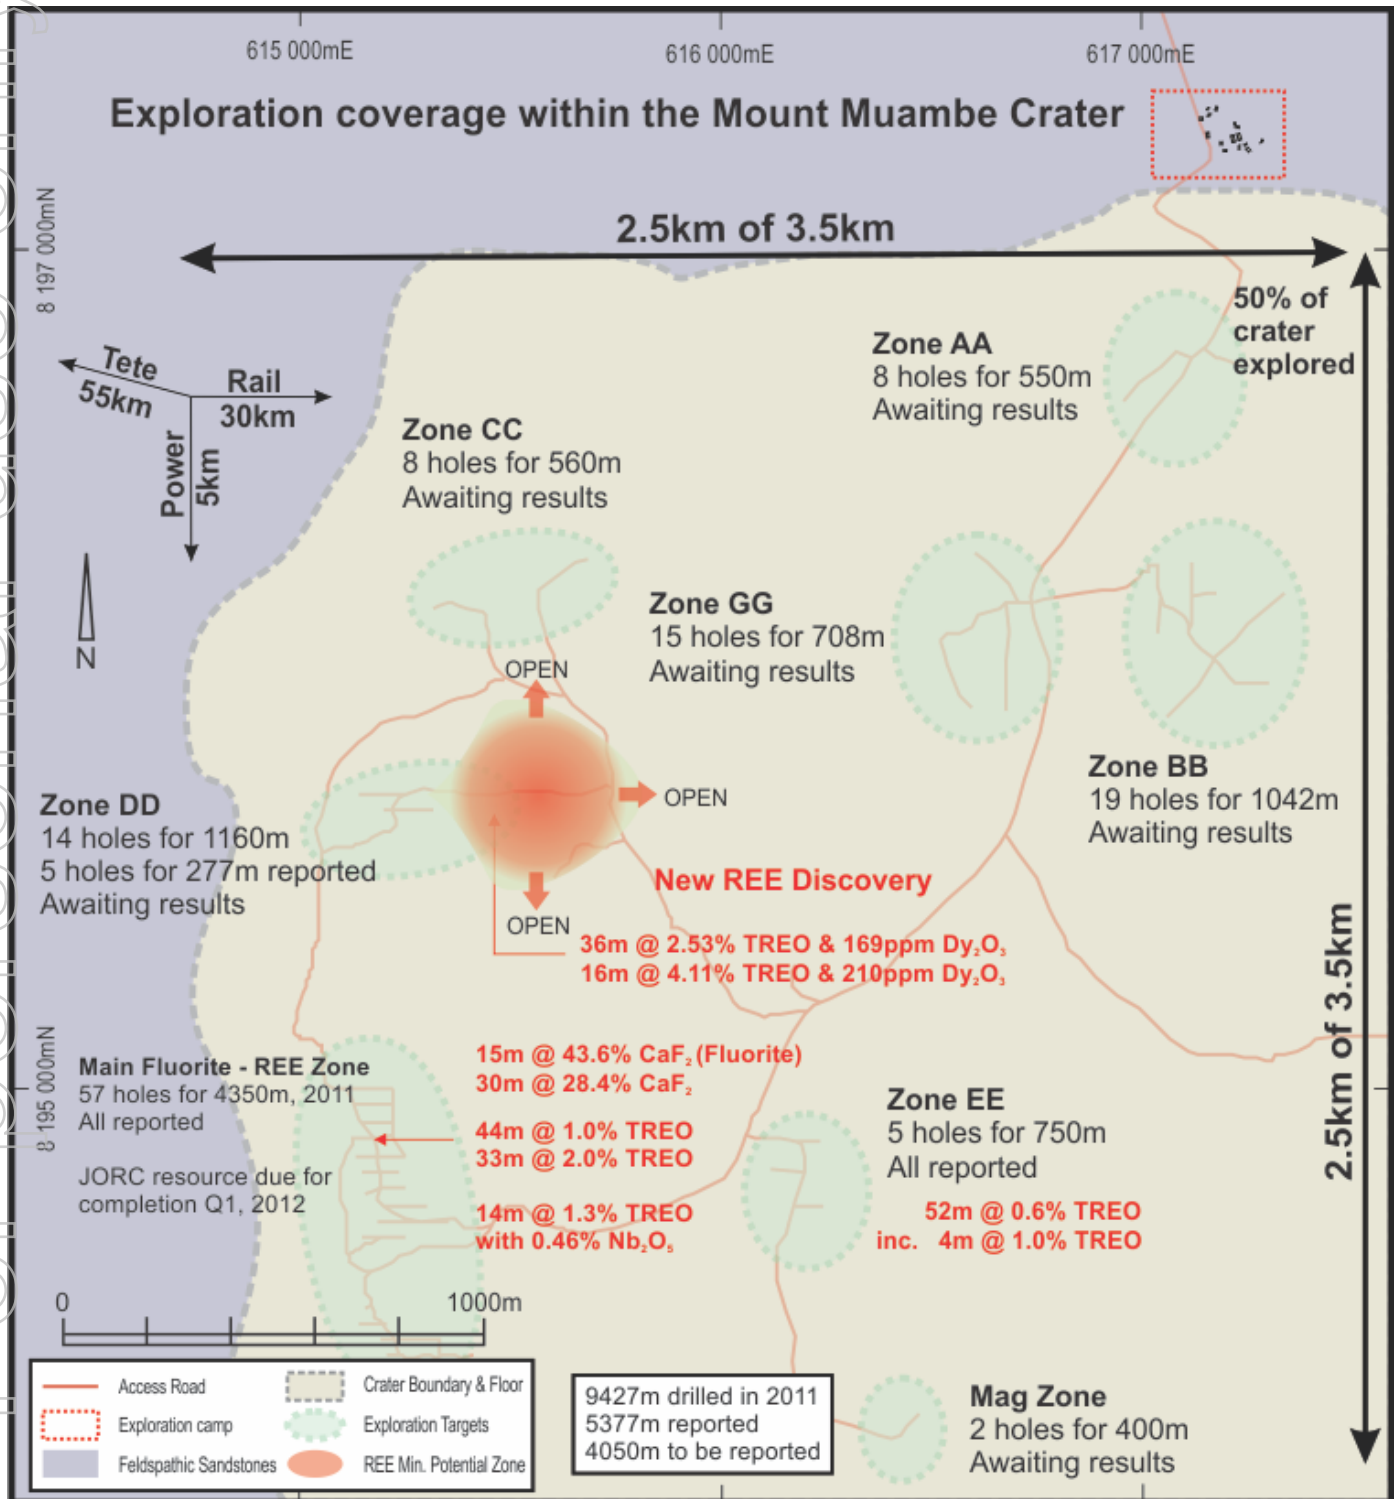 615 000mE
616 000mE
617 000mE
Exploration coverage within the Mount Muambe Crater
8 197 000mN
2.5km of 3.5km
50% of
crater
explored
Zone AA
8 holes for 550m
Awaiting results
Tete
55km
Rail
30km
Power
5km
N
Zone CC
8 holes for 560m
Awaiting results
Zone GG
15 holes for 708m
Awaiting results
OPEN
OPEN
OPEN
Zone BB
19 holes for 1042m
Awaiting results
Zone DD
14 holes for 1160m
5 holes for 277m reported
Awaiting results
New REE Discovery
36m @ 2.53% TREO & 169ppm Dy₂O₃
16m @ 4.11% TREO & 210ppm Dy₂O₃
2.5km of 3.5km
8 195 000mN
Main Fluorite - REE Zone
57 holes for 4350m, 2011
All reported
JORC resource due for
completion Q1, 2012
15m @ 43.6% CaF₂ (Fluorite)
30m @ 28.4% CaF₂
44m @ 1.0% TREO
33m @ 2.0% TREO
14m @ 1.3% TREO
with 0.46% Nb₂O₅
Zone EE
5 holes for 750m
All reported
52m @ 0.6% TREO
inc. 4m @ 1.0% TREO
0
1000m
Access Road
Exploration camp
Feldspathic Sandstones
Crater Boundary & Floor
Exploration Targets
REE Min. Potential Zone
9427m drilled in 2011
5377m reported
4050m to be reported
Mag Zone
2 holes for 400m
Awaiting results